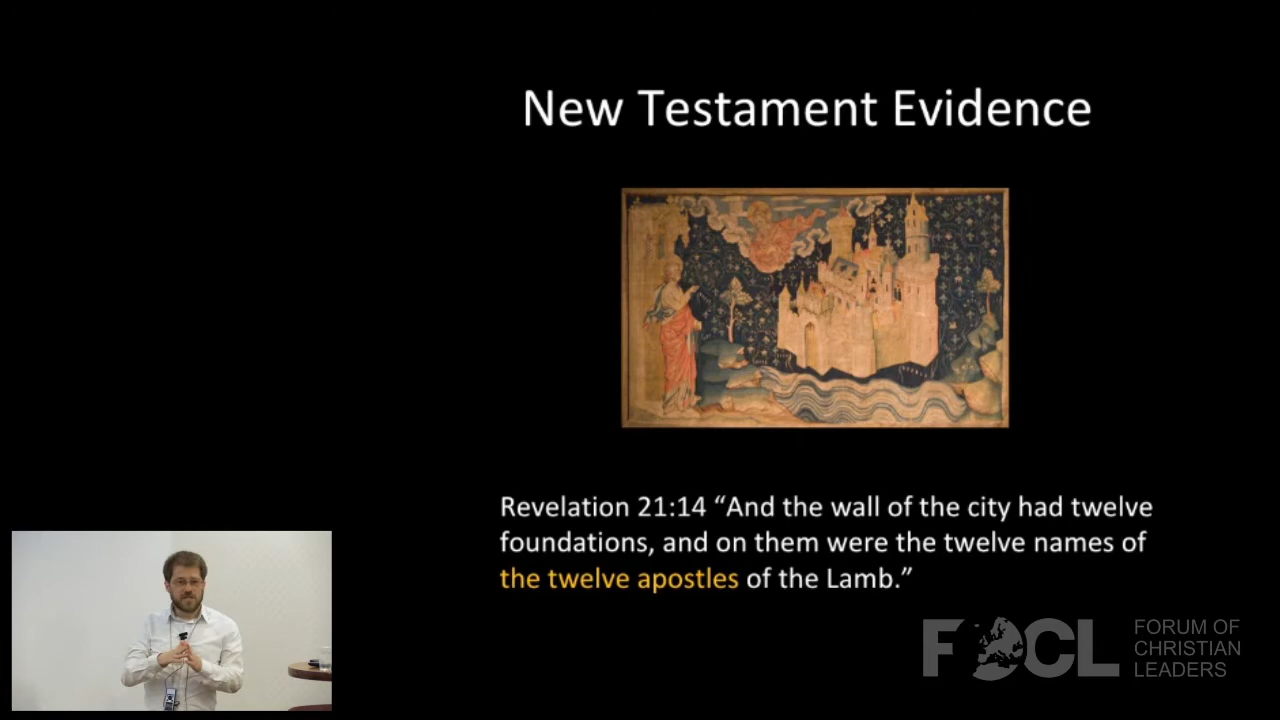 New Testament Evidence
Revelation 21:14 “And the wall of the city had twelve
foundations, and on them were the twelve names of
the twelve apostles of the Lamb.”
FOCL
FORUM OF
CHRISTIAN
LEADERS